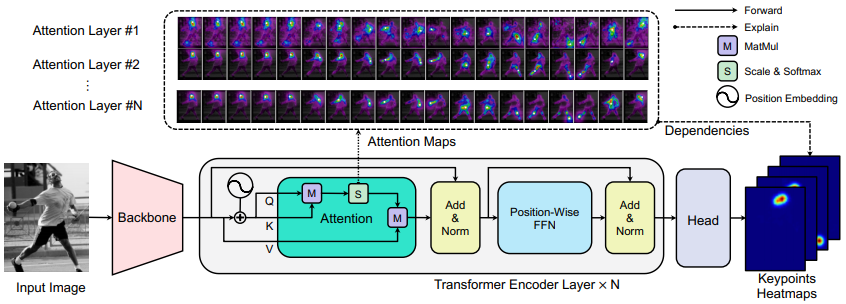 Attention Layer #1
Attention Layer #2
⋮
Attention Layer #N
Forward
Explain
M MatMul
S Scale & Softmax
Position Embedding
Attention Maps
Dependencies
Input Image
Backbone
Q
K
V
M
S
M
Attention
Add
&
Norm
Position-Wise
FFN
Add
&
Norm
Head
Transformer Encoder Layer × N
Keypoints
Heatmaps